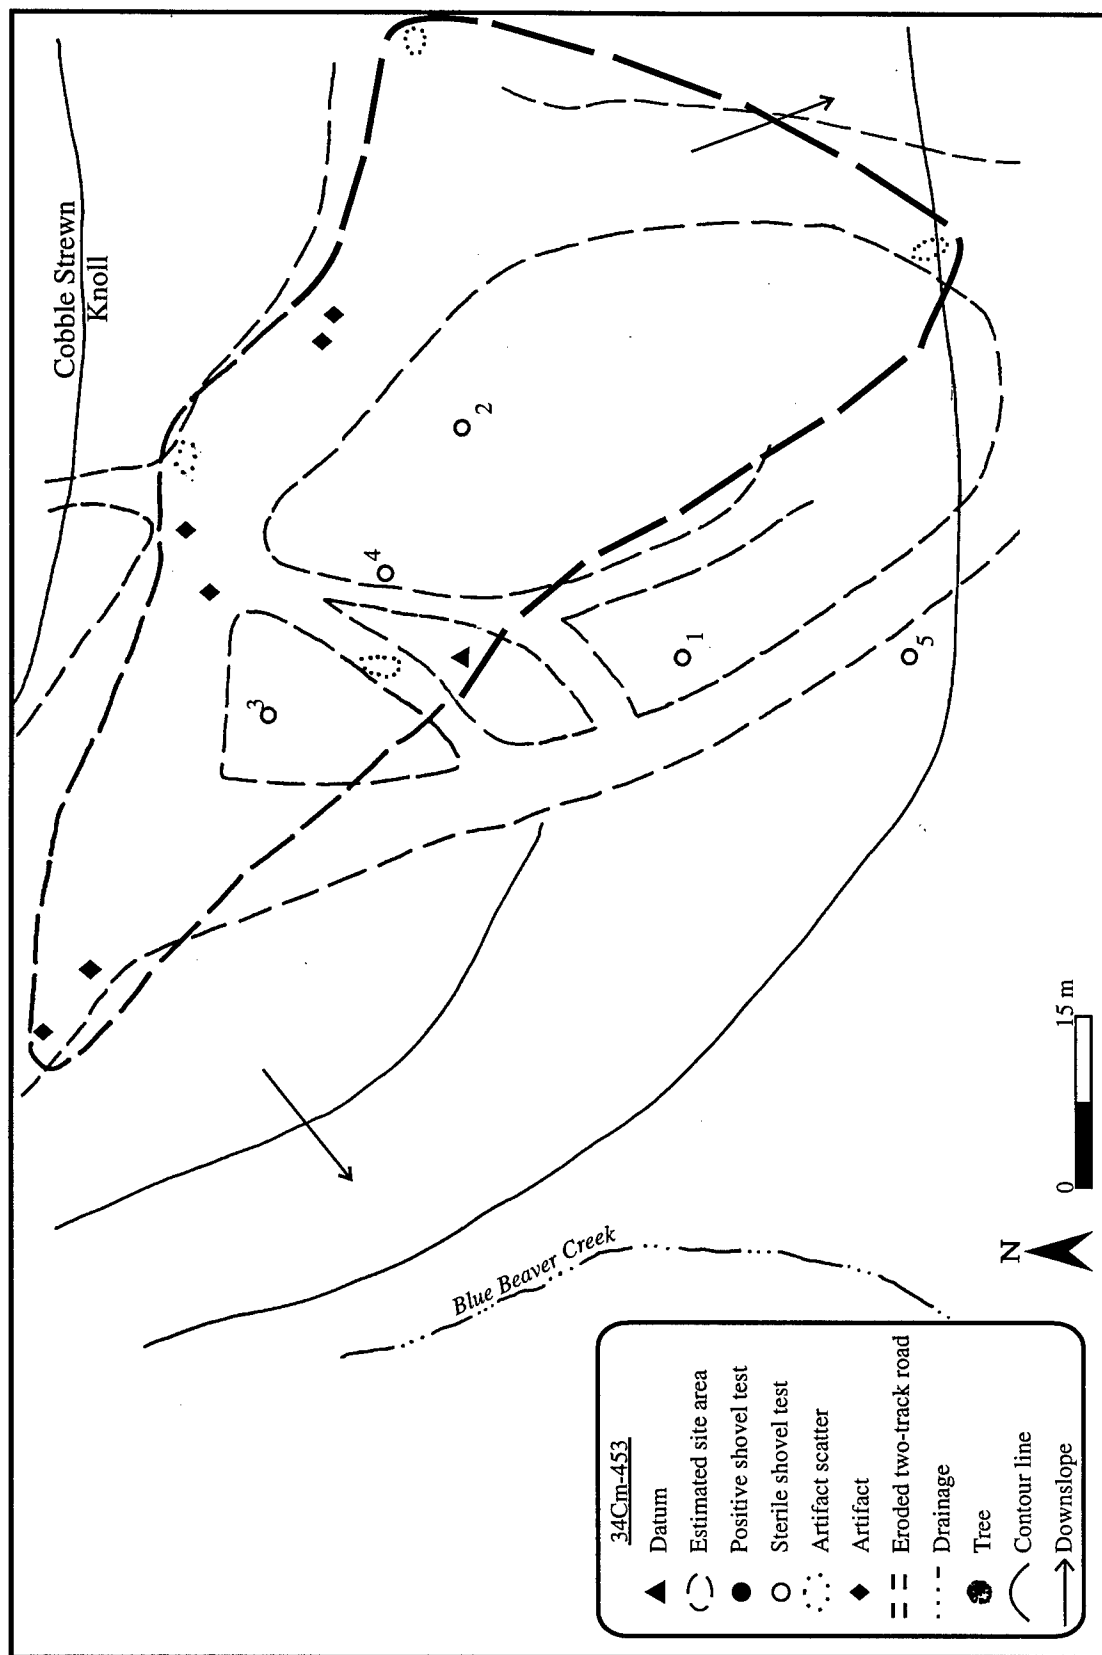 Cobble Strewn
Knoll
2
4
3
1
5
Blue Beaver Creek
N
0
15 m
34Cm-453
Datum
Estimated site area
Positive shovel test
Sterile shovel test
Artifact scatter
Artifact
Eroded two-track road
Drainage
Tree
Contour line
Downslope